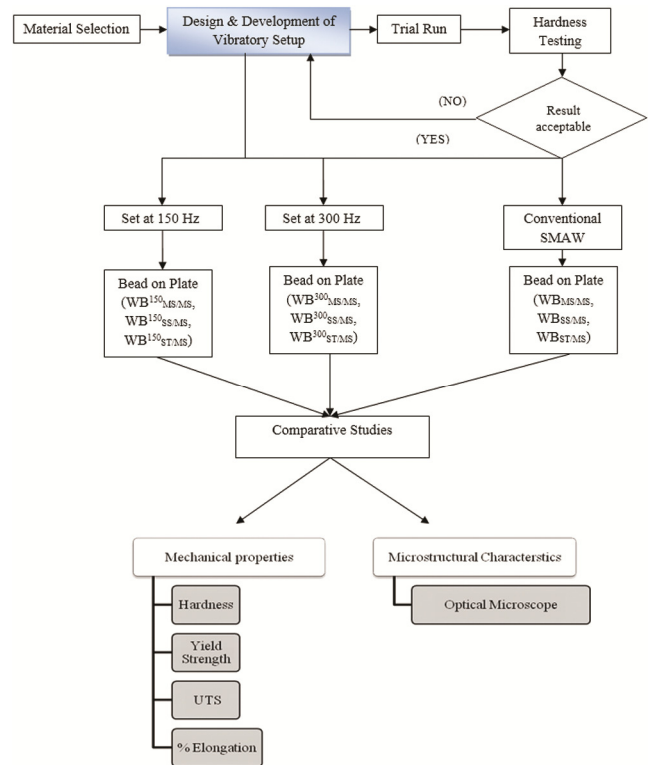 Material Selection
Design & Development of
Vibratory Setup
Trial Run
Hardness
Testing
(NO)
Result
acceptable
(YES)
Set at 150 Hz
Set at 300 Hz
Conventional
SMAW
Bead on Plate
(WB¹⁵⁰MS/MS,
WB¹⁵⁰SS/MS,
WB¹⁵⁰ST/MS)
Bead on Plate
(WB³⁰⁰MS/MS,
WB³⁰⁰SS/MS,
WB³⁰⁰ST/MS)
Bead on Plate
(WBMS/MS,
WBSS/MS,
WBST/MS)
Comparative Studies
Mechanical properties
Hardness
Yield
Strength
UTS
% Elongation
Microstructural Characterstics
Optical Microscope